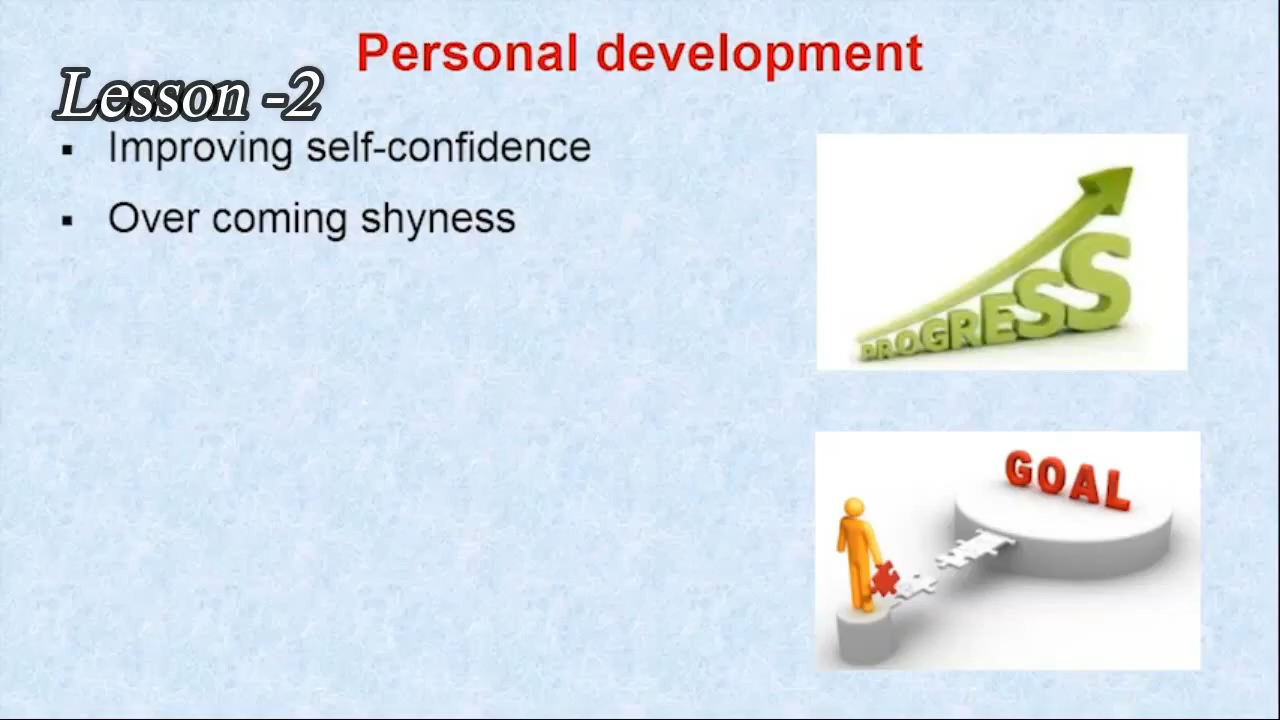 Personal development
Lesson -2
▪ Improving self-confidence
▪ Over coming shyness
PROGRESS
GOAL